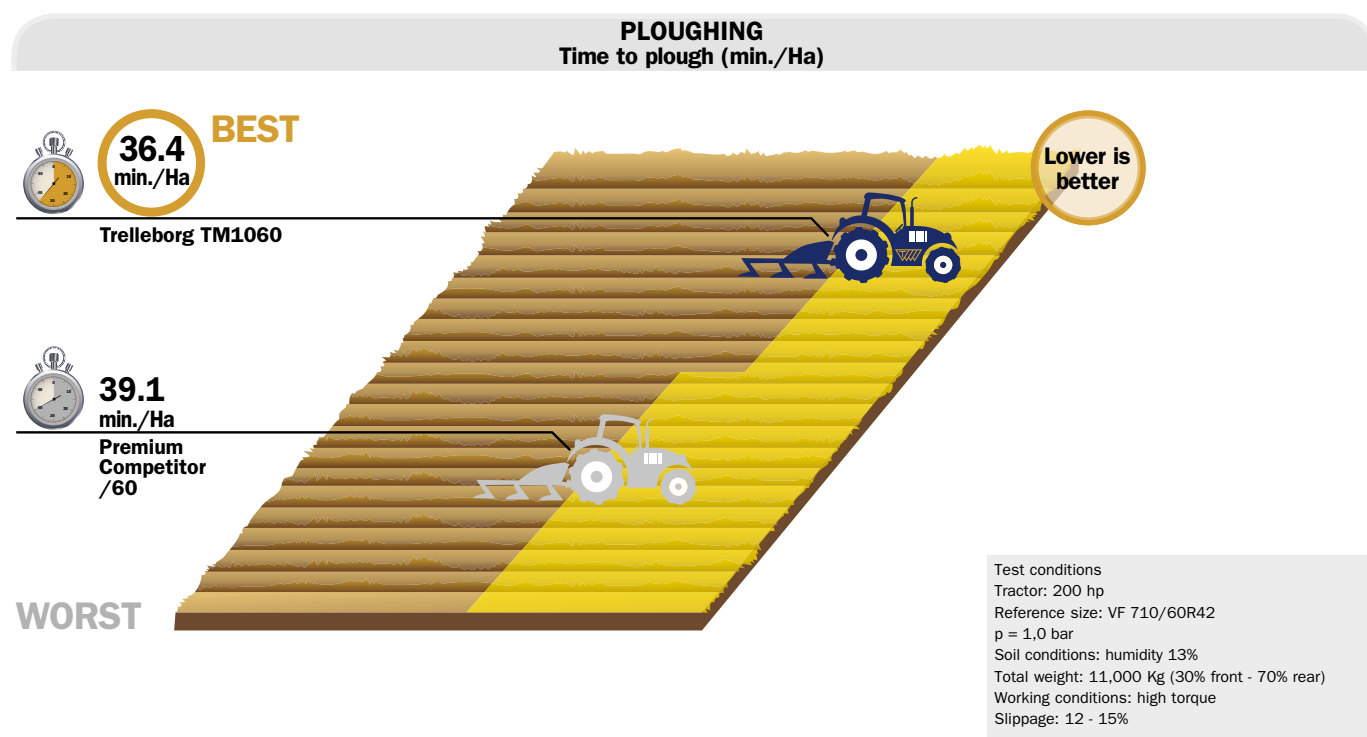 PLOUGHING
Time to plough (min./Ha)
BEST
36.4
min./Ha
Trelleborg TM1060
Lower is
better
39.1
min./Ha
Premium
Competitor
/60
WORST
Test conditions
Tractor: 200 hp
Reference size: VF 710/60R42
p = 1,0 bar
Soil conditions: humidity 13%
Total weight: 11,000 Kg (30% front - 70% rear)
Working conditions: high torque
Slippage: 12 - 15%